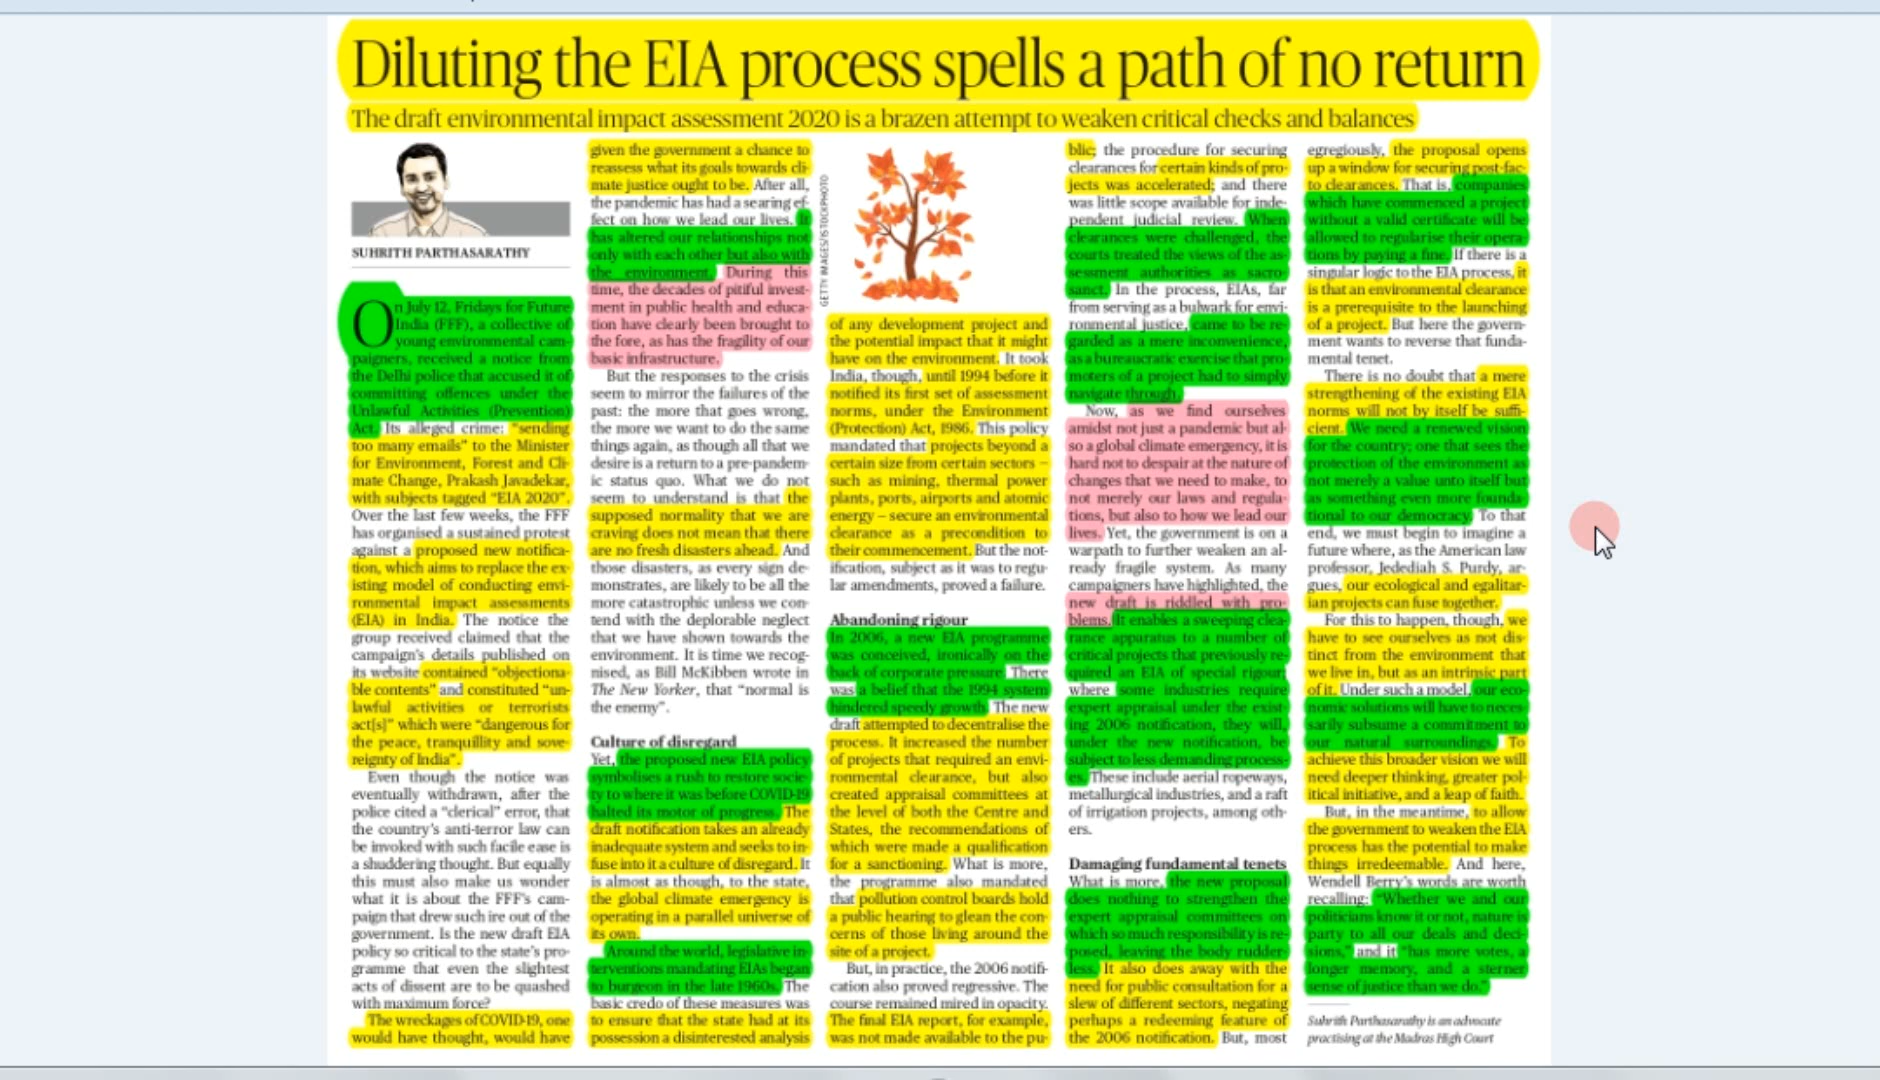 Diluting the EIA process spells a path of no return
The draft environmental impact assessment 2020 is a brazen attempt to weaken critical checks and balances
SUHRITH PARTHASARATHY
On July 12, Fridays for Future
India (FFF), a collective of
young environmental cam-
paigners, received a notice from
the Delhi police that accused it of
committing offences under the
Unlawful Activities (Prevention)
Act. Its alleged crime: "sending
too many emails" to the Minister
for Environment, Forest and Cli-
mate Change, Prakash Javadekar,
with subjects tagged "EIA 2020".
Over the last few weeks, the FFF
has organised a sustained protest
against a proposed new notifica-
tion, which aims to replace the ex-
isting model of conducting envi-
ronmental impact assessments
(EIA) in India. The notice the
group received claimed that the
campaign's details published on
its website contained "objectiona-
ble contents" and constituted "un-
lawful activities or terrorists
act[s]" which were "dangerous for
the peace, tranquillity and sove-
reignty of India".
Even though the notice was
eventually withdrawn, after the
police cited a "clerical" error, that
the country's anti-terror law can
be invoked with such facile ease is
a shuddering thought. But equally
this must also make us wonder
what it is about the FFF's cam-
paign that drew such ire out of the
government. Is the new draft EIA
policy so critical to the state's pro-
gramme that even the slightest
acts of dissent are to be quashed
with maximum force?
The wreckages of COVID-19, one
would have thought, would have
given the government a chance to
reassess what its goals towards cli-
mate justice ought to be. After all,
the pandemic has had a searing ef-
fect on how we lead our lives. It
has altered our relationships not
only with each other but also with
the environment. During this
time, the decades of pitiful invest-
ment in public health and educa-
tion have clearly been brought to
the fore, as has the fragility of our
basic infrastructure.
But the responses to the crisis
seem to mirror the failures of the
past: the more that goes wrong,
the more we want to do the same
things again, as though all that we
desire is a return to a pre-pandem-
ic status quo. What we do not
seem to understand is that the
supposed normality that we are
craving does not mean that there
are no fresh disasters ahead. And
those disasters, as every sign de-
monstrates, are likely to be all the
more catastrophic unless we con-
tend with the deplorable neglect
that we have shown towards the
environment. It is time we recog-
nised, as Bill McKibben wrote in
The New Yorker, that "normal is
the enemy".
Culture of disregard
Yet, the proposed new EIA policy
symbolises a rush to restore socie-
ty to where it was before COVID-19
halted its motor of progress. The
draft notification takes an already
inadequate system and seeks to in-
fuse into it a culture of disregard. It
is almost as though, to the state,
the global climate emergency is
operating in a parallel universe of
its own.
Around the world, legislative in-
terventions mandating EIAs began
to burgeon in the late 1960s. The
basic credo of these measures was
to ensure that the state had at its
possession a disinterested analysis
GETTY IMAGES/ISTOCKPHOTO
of any development project and
the potential impact that it might
have on the environment. It took
India, though, until 1994 before it
notified its first set of assessment
norms, under the Environment
(Protection) Act, 1986. This policy
mandated that projects beyond a
certain size from certain sectors –
such as mining, thermal power
plants, ports, airports and atomic
energy – secure an environmental
clearance as a precondition to
their commencement. But the not-
ification, subject as it was to regu-
lar amendments, proved a failure.
Abandoning rigour
In 2006, a new EIA programme
was conceived, ironically on the
back of corporate pressure. There
was a belief that the 1994 system
hindered speedy growth. The new
draft attempted to decentralise the
process. It increased the number
of projects that required an envi-
ronmental clearance, but also
created appraisal committees at
the level of both the Centre and
States, the recommendations of
which were made a qualification
for a sanctioning. What is more,
the programme also mandated
that pollution control boards hold
a public hearing to glean the con-
cerns of those living around the
site of a project.
But, in practice, the 2006 notifi-
cation also proved regressive. The
course remained mired in opacity.
The final EIA report, for example,
was not made available to the pu-
blic; the procedure for securing
clearances for certain kinds of pro-
jects was accelerated; and there
was little scope available for inde-
pendent judicial review. When
clearances were challenged, the
courts treated the views of the as-
sessment authorities as sacro-
sanct. In the process, EIAs, far
from serving as a bulwark for envi-
ronmental justice, came to be re-
garded as a mere inconvenience,
as a bureaucratic exercise that pro-
moters of a project had to simply
navigate through.
Now, as we find ourselves
amidst not just a pandemic but al-
so a global climate emergency, it is
hard not to despair at the nature of
changes that we need to make, to
not merely our laws and regula-
tions, but also to how we lead our
lives. Yet, the government is on a
warpath to further weaken an al-
ready fragile system. As many
campaigners have highlighted, the
new draft is riddled with pro-
blems. It enables a sweeping clea-
rance apparatus to a number of
critical projects that previously re-
quired an EIA of special rigour;
where some industries require
expert appraisal under the exist-
ing 2006 notification, they will,
under the new notification, be
subject to less demanding process-
es. These include aerial ropeways,
metallurgical industries, and a raft
of irrigation projects, among oth-
ers.
Damaging fundamental tenets
What is more, the new proposal
does nothing to strengthen the
expert appraisal committees on
which so much responsibility is re-
posed, leaving the body rudder-
less. It also does away with the
need for public consultation for a
slew of different sectors, negating
perhaps a redeeming feature of
the 2006 notification. But, most
egregiously, the proposal opens
up a window for securing post-fac-
to clearances. That is, companies
which have commenced a project
without a valid certificate will be
allowed to regularise their opera-
tions by paying a fine. If there is a
singular logic to the EIA process, it
is that an environmental clearance
is a prerequisite to the launching
of a project. But here the govern-
ment wants to reverse that funda-
mental tenet.
There is no doubt that a mere
strengthening of the existing EIA
norms will not by itself be suffi-
cient. We need a renewed vision
for the country; one that sees the
protection of the environment as
not merely a value unto itself but
as something even more founda-
tional to our democracy. To that
end, we must begin to imagine a
future where, as the American law
professor, Jedediah S. Purdy, ar-
gues, our ecological and egalitar-
ian projects can fuse together.
For this to happen, though, we
have to see ourselves as not dis-
tinct from the environment that
we live in, but as an intrinsic part
of it. Under such a model, our eco-
nomic solutions will have to neces-
sarily subsume a commitment to
our natural surroundings. To
achieve this broader vision we will
need deeper thinking, greater pol-
itical initiative, and a leap of faith.
But, in the meantime, to allow
the government to weaken the EIA
process has the potential to make
things irredeemable. And here,
Wendell Berry's words are worth
recalling: "Whether we and our
politicians know it or not, nature is
party to all our deals and deci-
sions," and it "has more votes, a
longer memory, and a sterner
sense of justice than we do."
Suhrith Parthasarathy is an advocate
practising at the Madras High Court